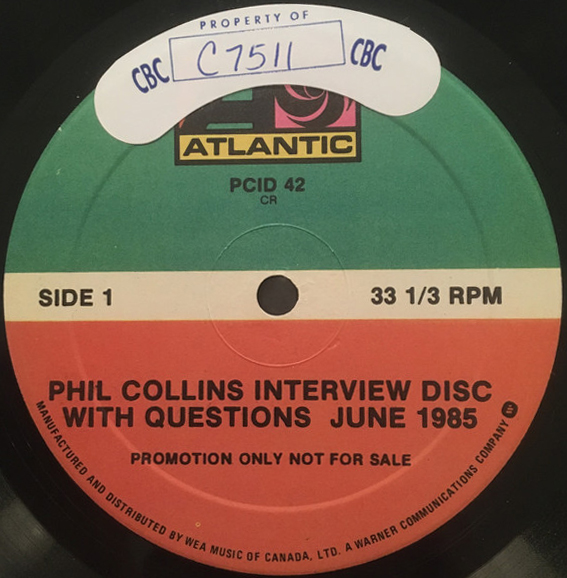 PROPERTY OF
CBC C7511 CBC
ATLANTIC
PCID 42
CR
SIDE 1 33 1/3 RPM
PHIL COLLINS INTERVIEW DISC
WITH QUESTIONS JUNE 1985
PROMOTION ONLY NOT FOR SALE
MANUFACTURED AND DISTRIBUTED BY WEA MUSIC OF CANADA, LTD. A WARNER COMMUNICATIONS COMPANY